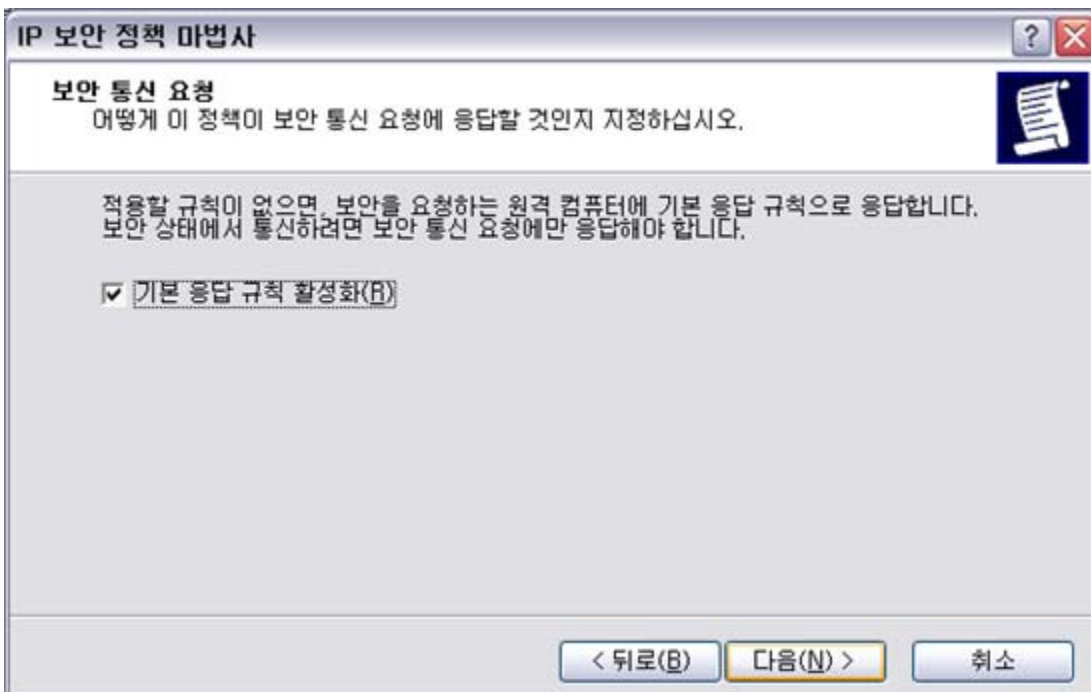 IP 보안 정책 마법사
보안 통신 요청
어떻게 이 정책이 보안 통신 요청에 응답할 것인지 지정하십시오.
적용할 규칙이 없으면, 보안을 요청하는 원격 컴퓨터에 기본 응답 규칙으로 응답합니다.
보안 상태에서 통신하려면 보안 통신 요청에만 응답해야 합니다.
기본 응답 규칙 활성화(R)
< 뒤로(B) 다음(N) > 취소